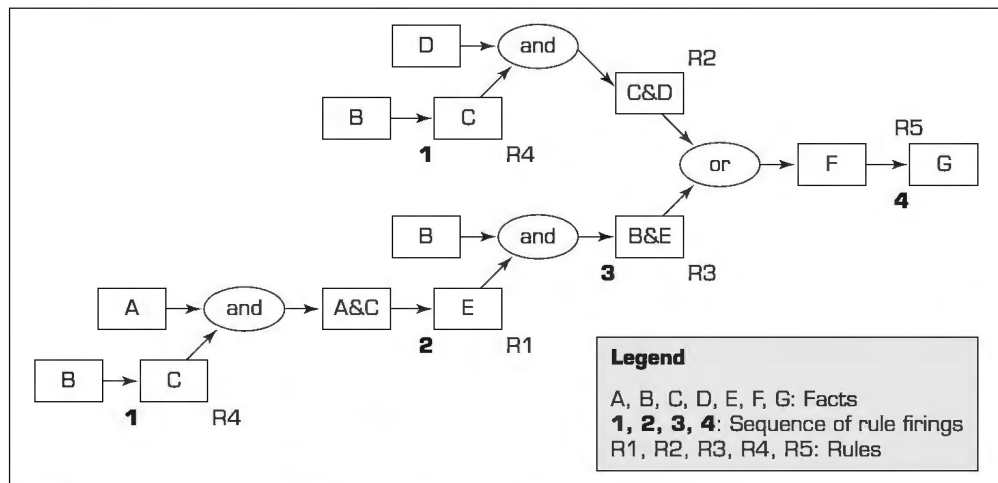 D
and
R2
C&D
B
C
1
R4
or
R5
F
G
4
B
and
B&E
3
R3
A
and
A&C
E
2
R1
B
C
1
R4
Legend
A, B, C, D, E, F, G: Facts
1, 2, 3, 4: Sequence of rule firings
R1, R2, R3, R4, R5: Rules